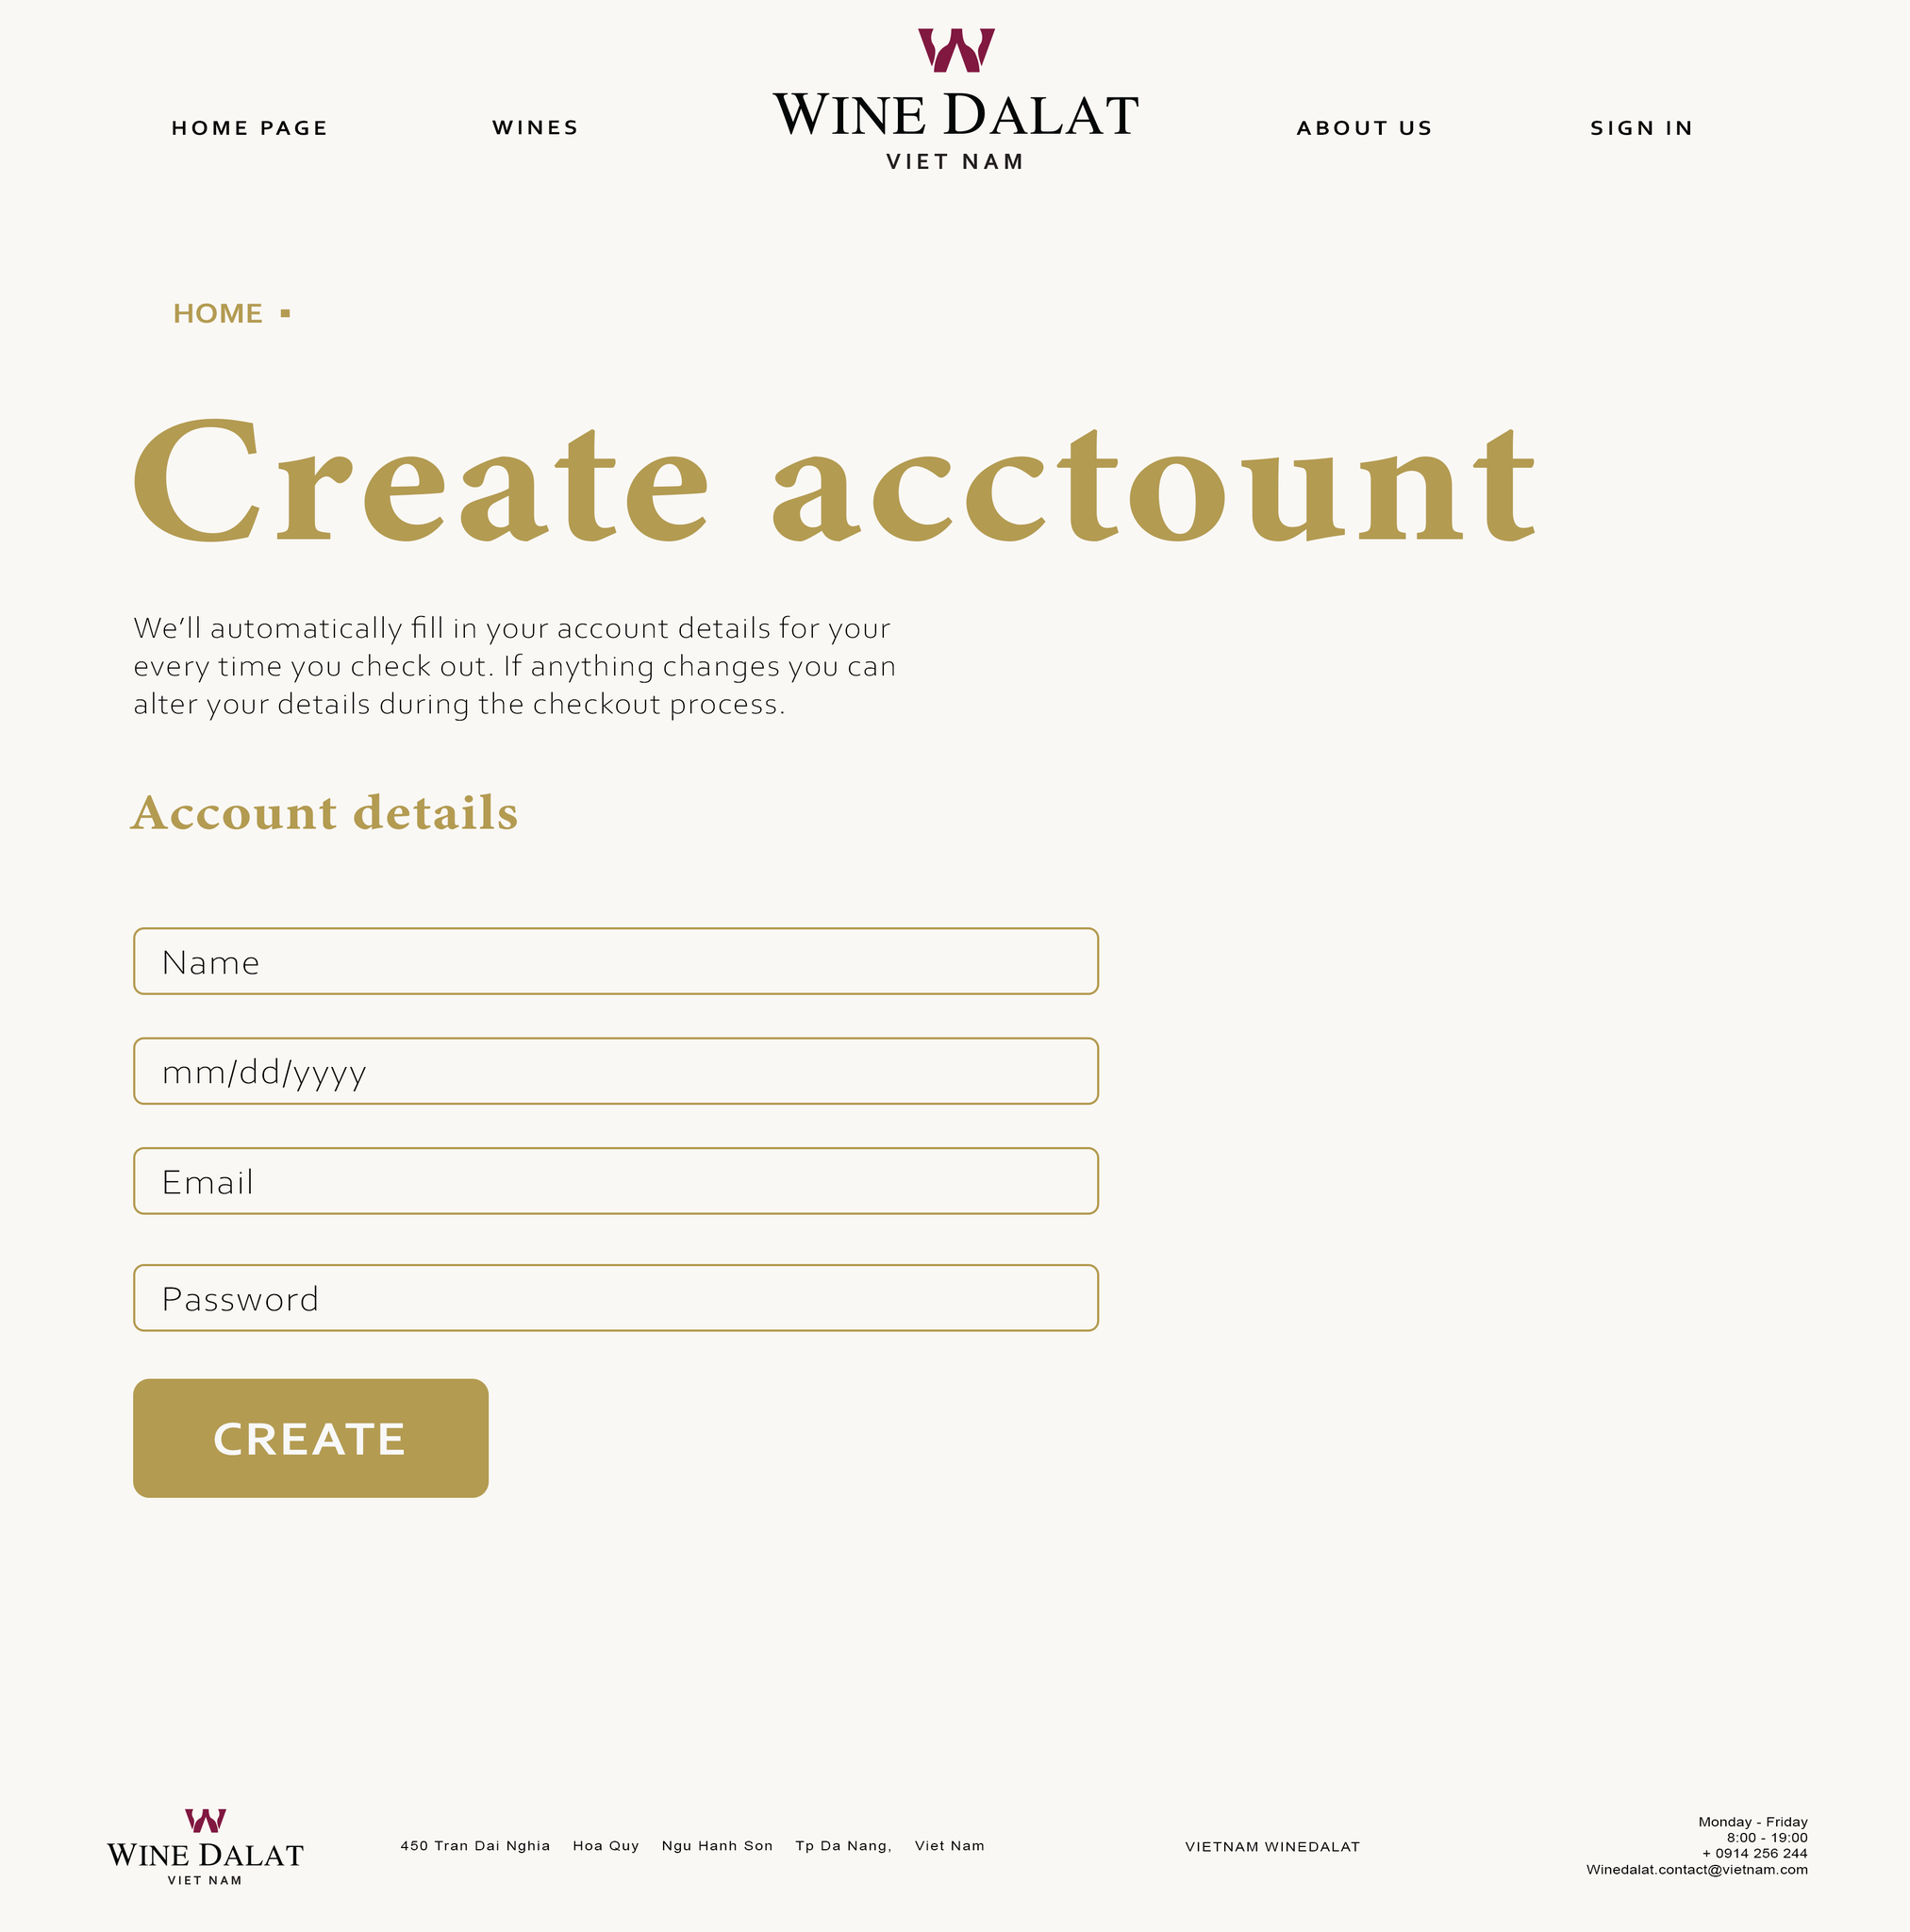 HOME PAGE
WINES
WINE DALAT
VIET NAM
ABOUT US
SIGN IN
HOME
Create acctount
We’ll automatically fill in your account details for your
every time you check out. If anything changes you can
alter your details during the checkout process.
Account details
Name
mm/dd/yyyy
Email
Password
CREATE
WINE DALAT
VIET NAM
450 Tran Dai Nghia Hoa Quy Ngu Hanh Son Tp Da Nang, Viet Nam
VIETNAM WINEDALAT
Monday - Friday
8:00 - 19:00
+ 0914 256 244
Winedalat.contact@vietnam.com